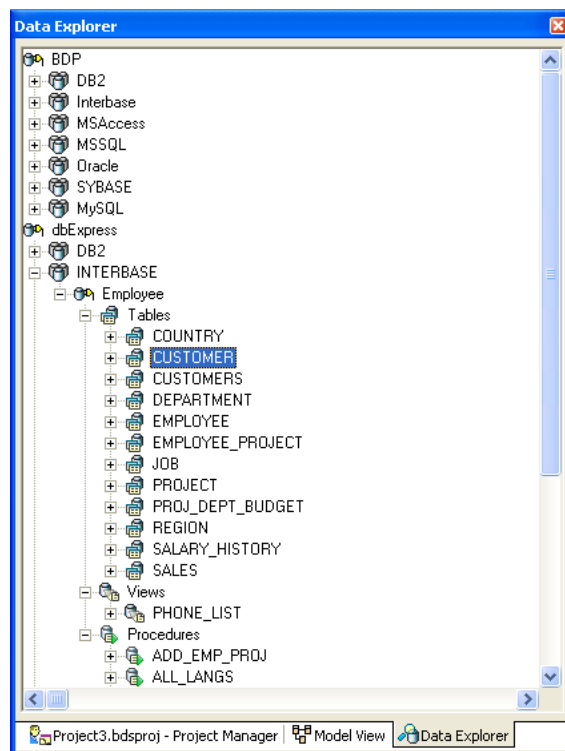 Data Explorer
BDP
DB2
Interbase
MSAccess
MSSQL
Oracle
SYBASE
MySQL
dbExpress
DB2
INTERBASE
Employee
Tables
COUNTRY
CUSTOMER
CUSTOMERS
DEPARTMENT
EMPLOYEE
EMPLOYEE_PROJECT
JOB
PROJECT
PROJ_DEPT_BUDGET
REGION
SALARY_HISTORY
SALES
Views
PHONE_LIST
Procedures
ADD_EMP_PROJ
ALL_LANGS
Project3.bdsproj - Project Manager Model View Data Explorer